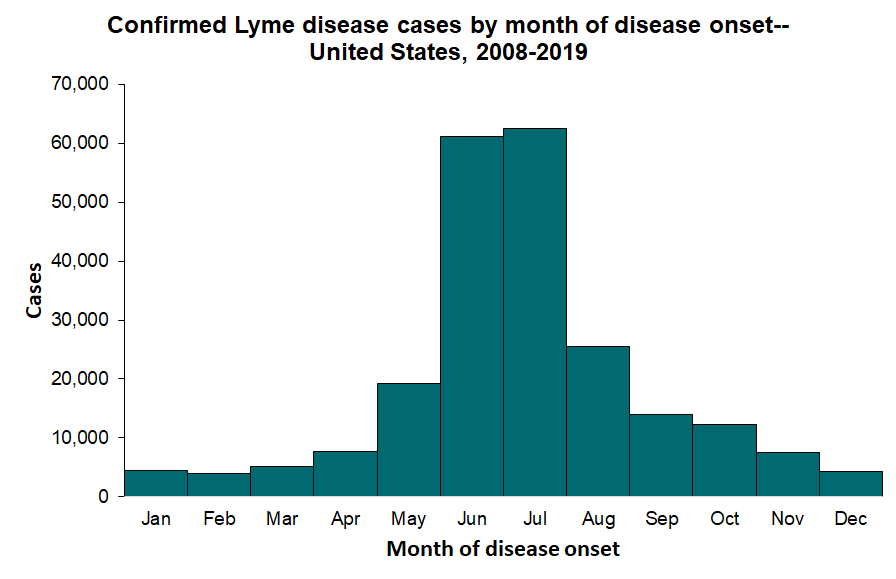 Confirmed Lyme disease cases by month of disease onset--
United States, 2008-2019
70,000
60,000
50,000
40,000
30,000
20,000
10,000
0
Cases
Jan Feb Mar Apr May Jun Jul Aug Sep Oct Nov Dec
Month of disease onset